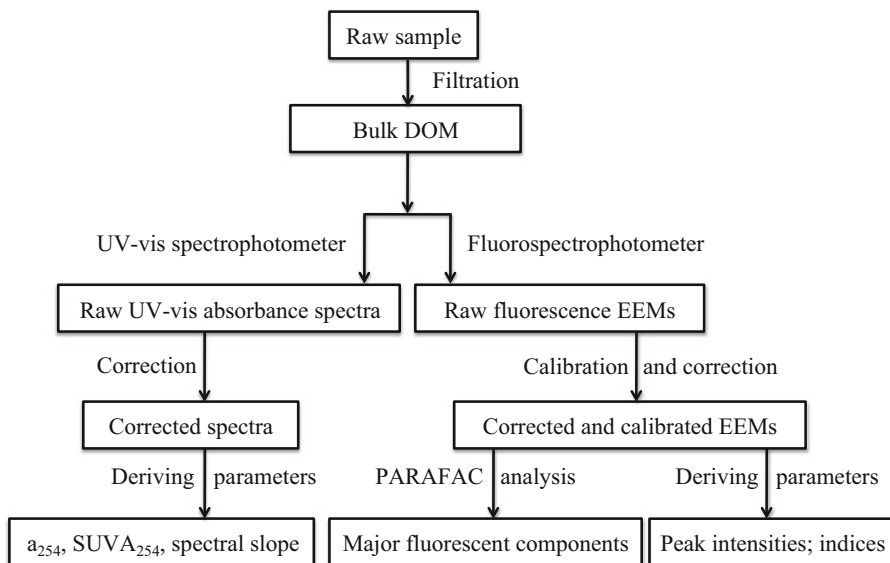 Raw sample
Filtration
Bulk DOM
UV-vis spectrophotometer
Fluorospectrophotometer
Raw UV-vis absorbance spectra
Raw fluorescence EEMs
Correction
Calibration and correction
Corrected spectra
Corrected and calibrated EEMs
Deriving parameters
PARAFAC analysis
Deriving parameters
a₂₅₄, SUVA₂₅₄, spectral slope
Major fluorescent components
Peak intensities; indices